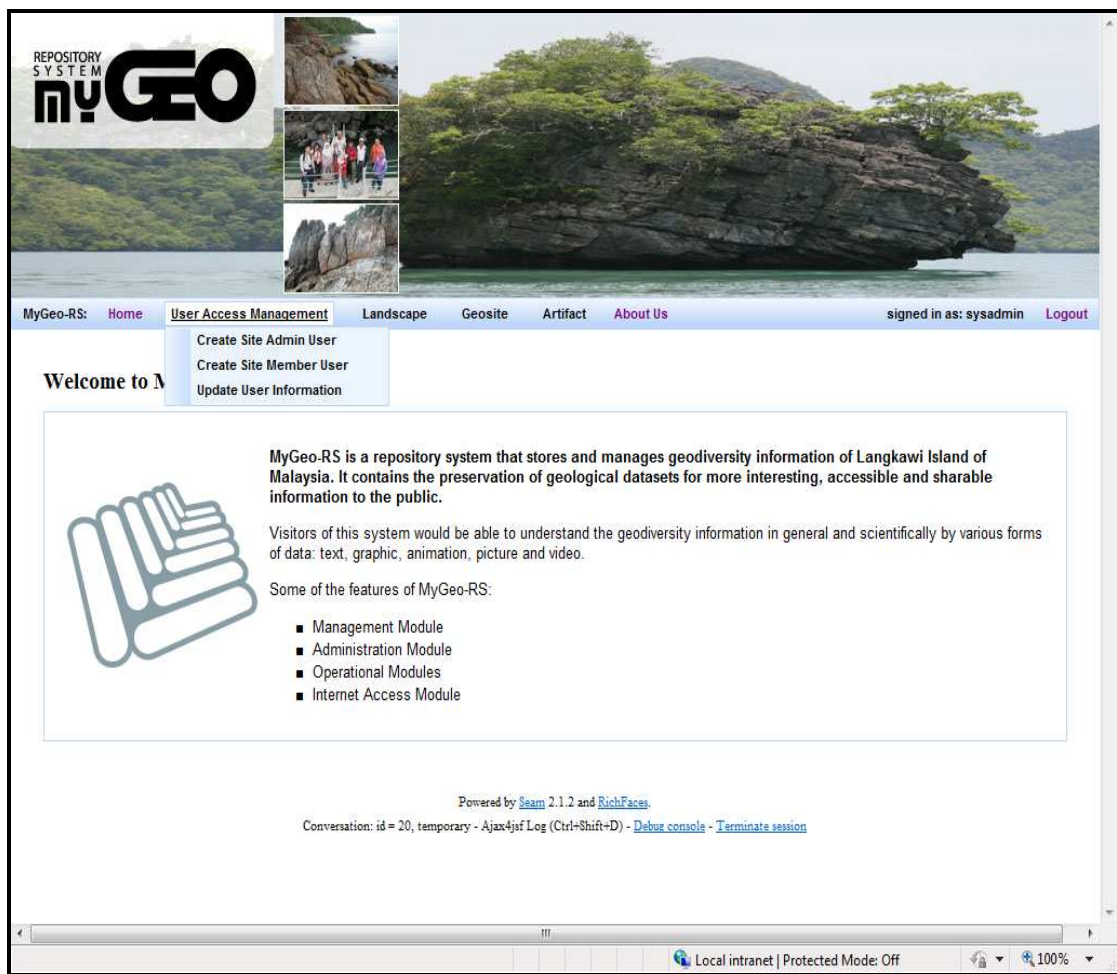 REPOSITORY
SYSTEM
myGEO
MyGeo-RS: Home User Access Management Landscape Geosite Artifact About Us signed in as: sysadmin Logout
Create Site Admin User
Create Site Member User
Update User Information
Welcome to M
MyGeo-RS is a repository system that stores and manages geodiversity information of Langkawi Island of
Malaysia. It contains the preservation of geological datasets for more interesting, accessible and sharable
information to the public.
Visitors of this system would be able to understand the geodiversity information in general and scientifically by various forms
of data: text, graphic, animation, picture and video.
Some of the features of MyGeo-RS:
■ Management Module
■ Administration Module
■ Operational Modules
■ Internet Access Module
Powered by Seam 2.1.2 and RichFaces.
Conversation: id = 20, temporary - Ajax4jsf Log (Ctrl+Shift+D) - Debug console - Terminate session
Local intranet | Protected Mode: Off 100%